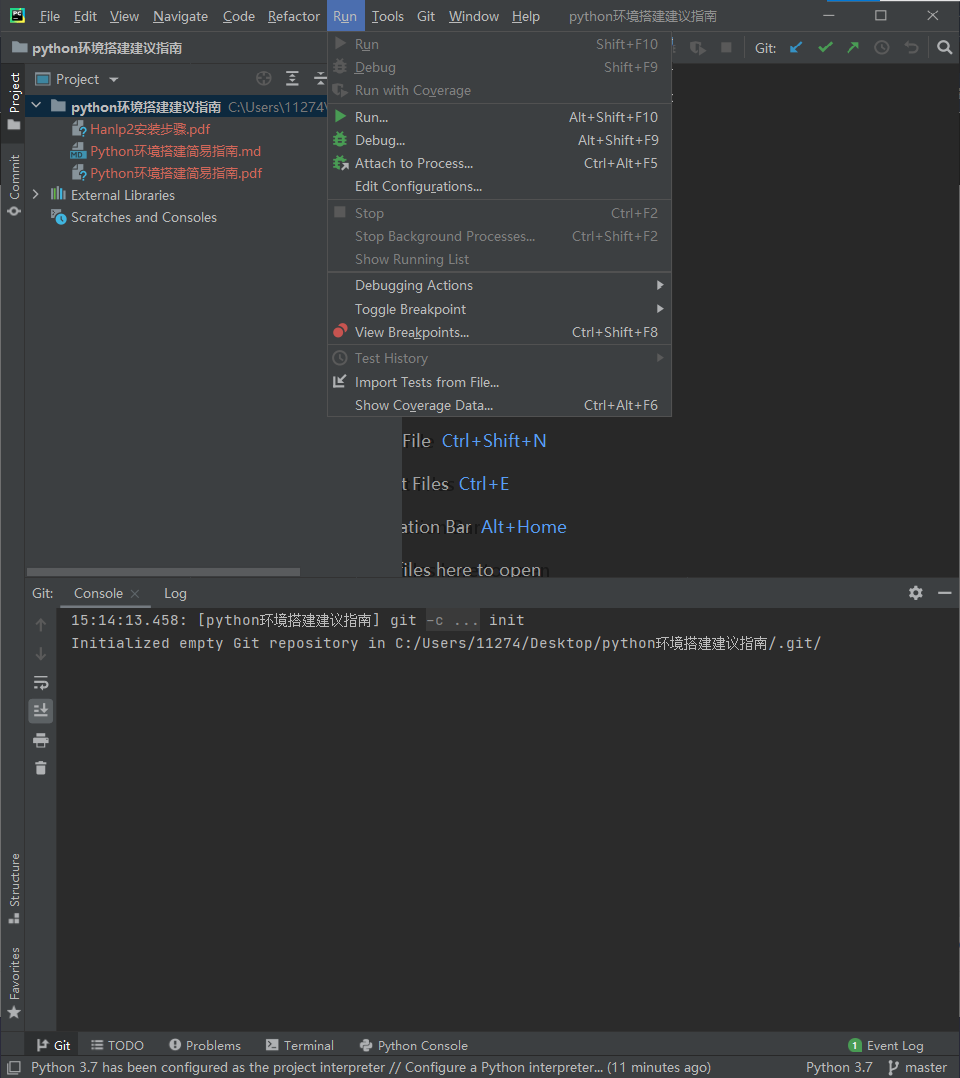 File Edit View Navigate Code Refactor Run Tools Git Window Help python环境搭建建议指南
python环境搭建建议指南
Git:
Project
Project
python环境搭建建议指南 C:\Users\11274\
Hanlp2安装步骤.pdf
Python环境搭建简易指南.md
Python环境搭建简易指南.pdf
External Libraries
Scratches and Consoles
Commit
Run Shift+F10
Debug Shift+F9
Run with Coverage
Run... Alt+Shift+F10
Debug... Alt+Shift+F9
Attach to Process... Ctrl+Alt+F5
Edit Configurations...
Stop Ctrl+F2
Stop Background Processes... Ctrl+Shift+F2
Show Running List
Debugging Actions
Toggle Breakpoint
View Breakpoints... Ctrl+Shift+F8
Test History
Import Tests from File...
Show Coverage Data... Ctrl+Alt+F6
File Ctrl+Shift+N
t Files Ctrl+E
ation Bar Alt+Home
files here to open
Git: Console Log
15:14:13.458: [python环境搭建建议指南] git -c ... init
Initialized empty Git repository in C:/Users/11274/Desktop/python环境搭建建议指南/.git/
Structure
Favorites
Git TODO Problems Terminal Python Console 1 Event Log
Python 3.7 has been configured as the project interpreter // Configure a Python interpreter... (11 minutes ago) Python 3.7 master